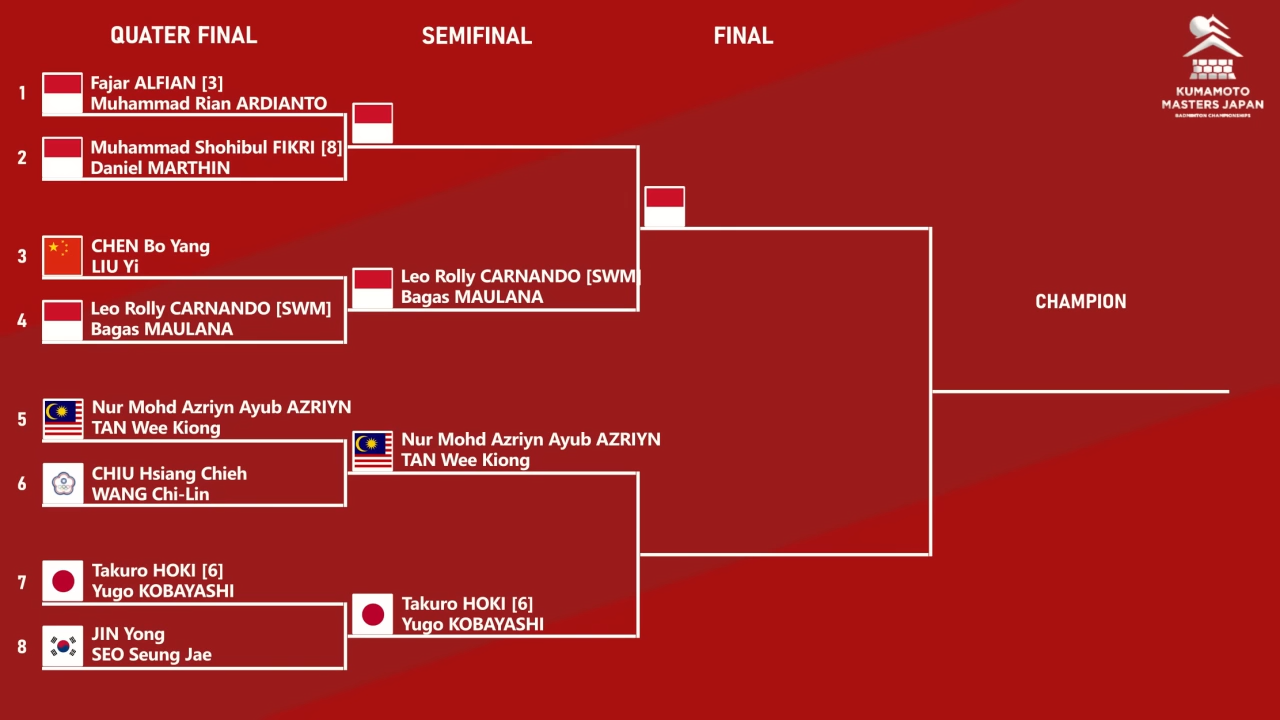 QUATER FINAL
SEMIFINAL
FINAL
KUMAMOTO
MASTERS JAPAN
BADMINTON CHAMPIONSHIPS
1
Fajar ALFIAN [3]
Muhammad Rian ARDIANTO
2
Muhammad Shohibul FIKRI [8]
Daniel MARTHIN
3
CHEN Bo Yang
LIU Yi
4
Leo Rolly CARNANDO [SWM]
Bagas MAULANA
Leo Rolly CARNANDO [SWM]
Bagas MAULANA
CHAMPION
5
Nur Mohd Azriyn Ayub AZRIYN
TAN Wee Kiong
6
CHIU Hsiang Chieh
WANG Chi-Lin
Nur Mohd Azriyn Ayub AZRIYN
TAN Wee Kiong
7
Takuro HOKI [6]
Yugo KOBAYASHI
8
JIN Yong
SEO Seung Jae
Takuro HOKI [6]
Yugo KOBAYASHI